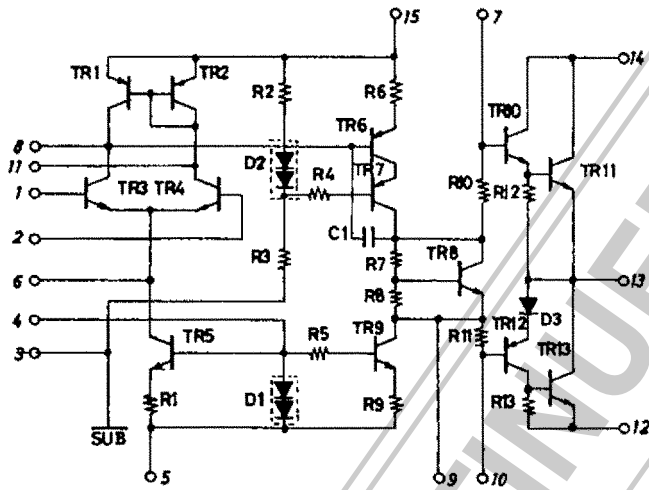 15
7
TR1
TR2
14
R2
R6
TR6
TR10
8
D2
TR7
TR11
11
R4
R10
R12
1
TR3 TR4
2
C1
R3
R7
TR8
6
13
R8
4
TR9
R11
TR12
D3
3
TR5
R5
TR13
R1
D1
R9
R13
SUB
12
5
9
10